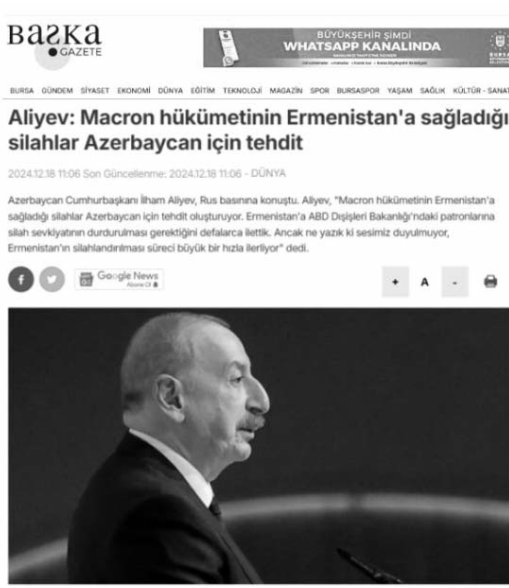 BAŞKA
GAZETE
BÜYÜKŞEHİR ŞİMDİ
WHATSAPP KANALINDA
BURSA GÜNDEM SİYASET EKONOMİ DÜNYA EĞİTİM TEKNOLOJİ MAGAZİN SPOR BURSASPOR YAŞAM SAĞLIK KÜLTÜR - SANAT
Aliyev: Macron hükümetinin Ermenistan'a sağladığı
silahlar Azerbaycan için tehdit
2024.12.18 11:06 Son Güncellenme: 2024.12.18 11:06 - DÜNYA
Azerbaycan Cumhurbaşkanı İlham Aliyev, Rus basınına konuştu. Aliyev, "Macron hükümetinin Ermenistan'a
sağladığı silahlar Azerbaycan için tehdit oluşturuyor. Ermenistan'a ABD Dışişleri Bakanlığı'ndaki patronlarına
silah sevkiyatının durdurulması gerektiğini defalarca ilettik. Ancak ne yazık ki sesimiz duyulmuyor,
Ermenistan'ın silahlandırılması süreci büyük bir hızla ilerliyor" dedi.
Google News
Abone Ol
+ A -